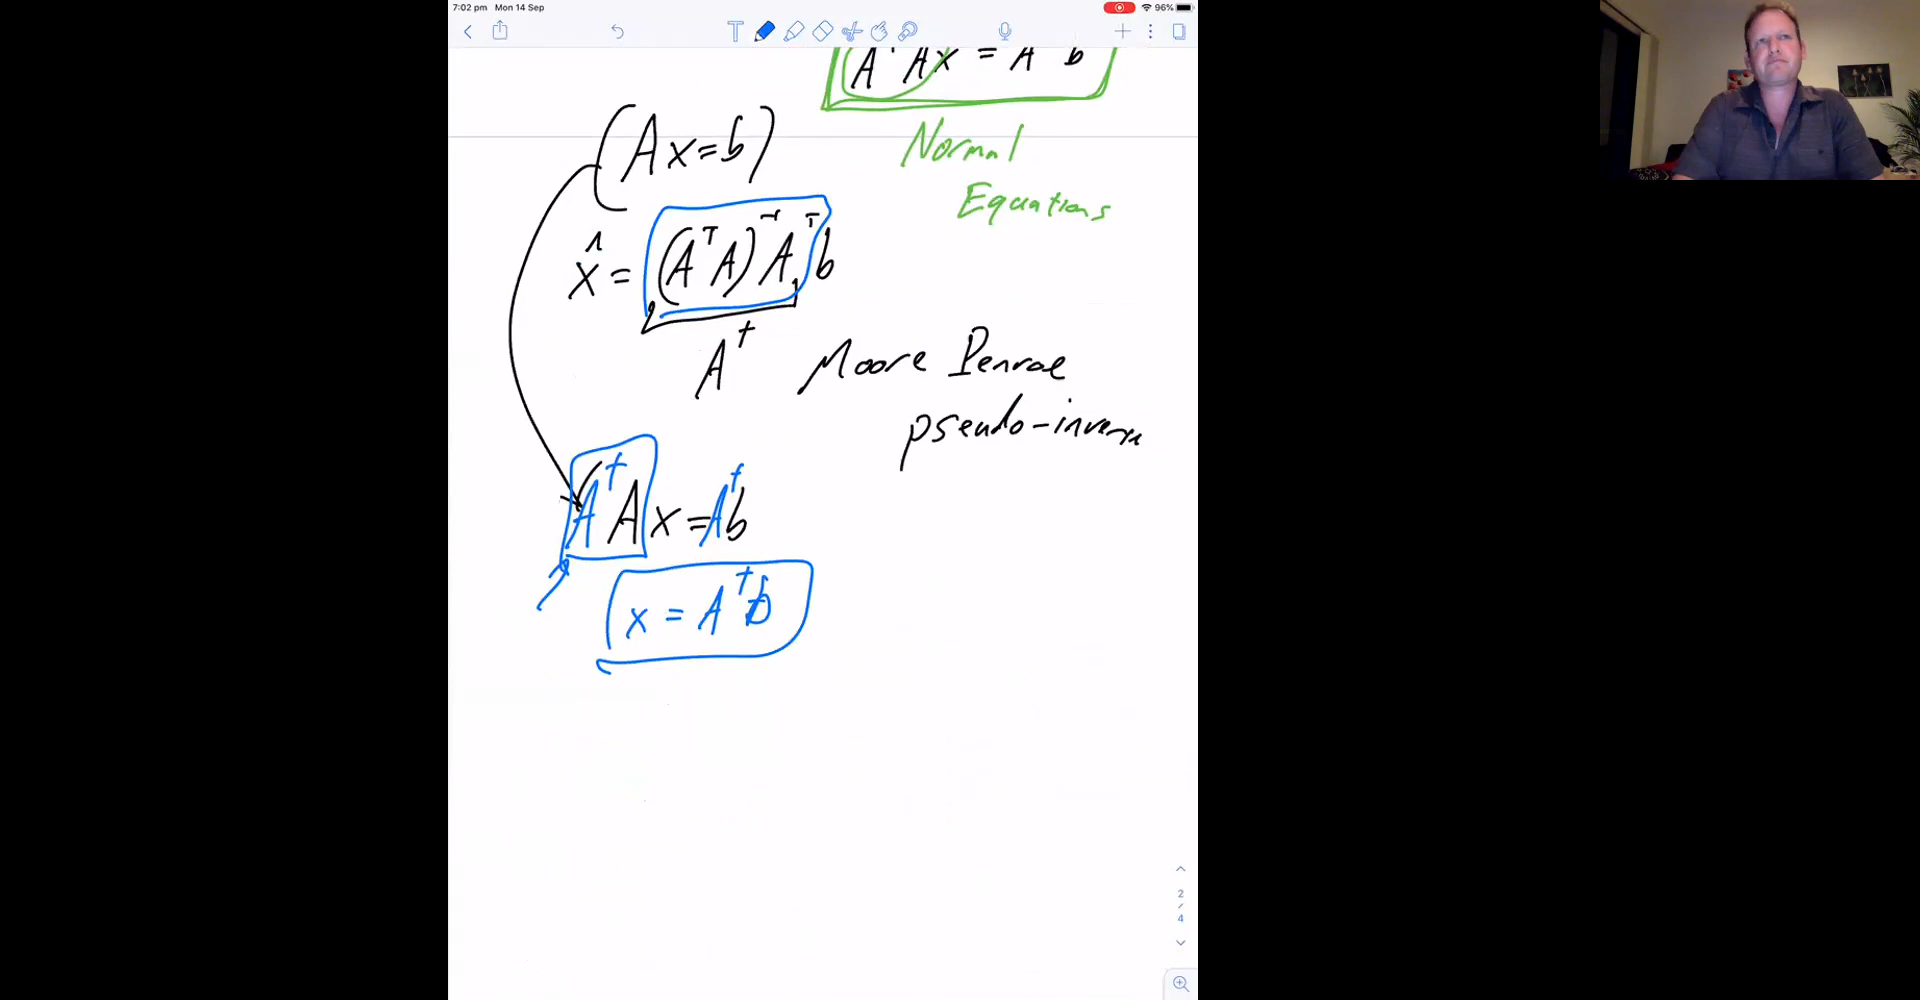 7:02 pm Mon 14 Sep
96%
AᵀAx = Aᵀb
Normal
Equations
(Ax=b)
x̂ = (AᵀA)⁻¹Aᵀb
A†
Moore Penrose
pseudo-inverse
A†Ax = A†b
x = A†b
2
/
4